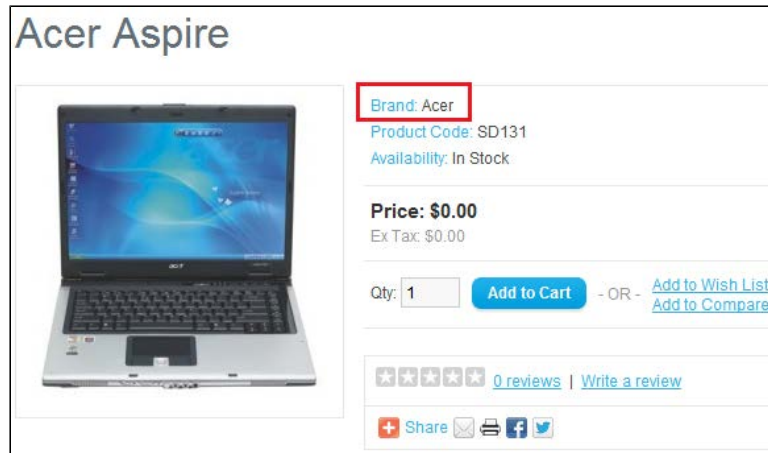 Acer Aspire
Brand: Acer
Product Code: SD131
Availability: In Stock
Price: $0.00
Ex Tax: $0.00
Qty: 1 Add to Cart - OR - Add to Wish List
Add to Compare
0 reviews | Write a review
Share
acer